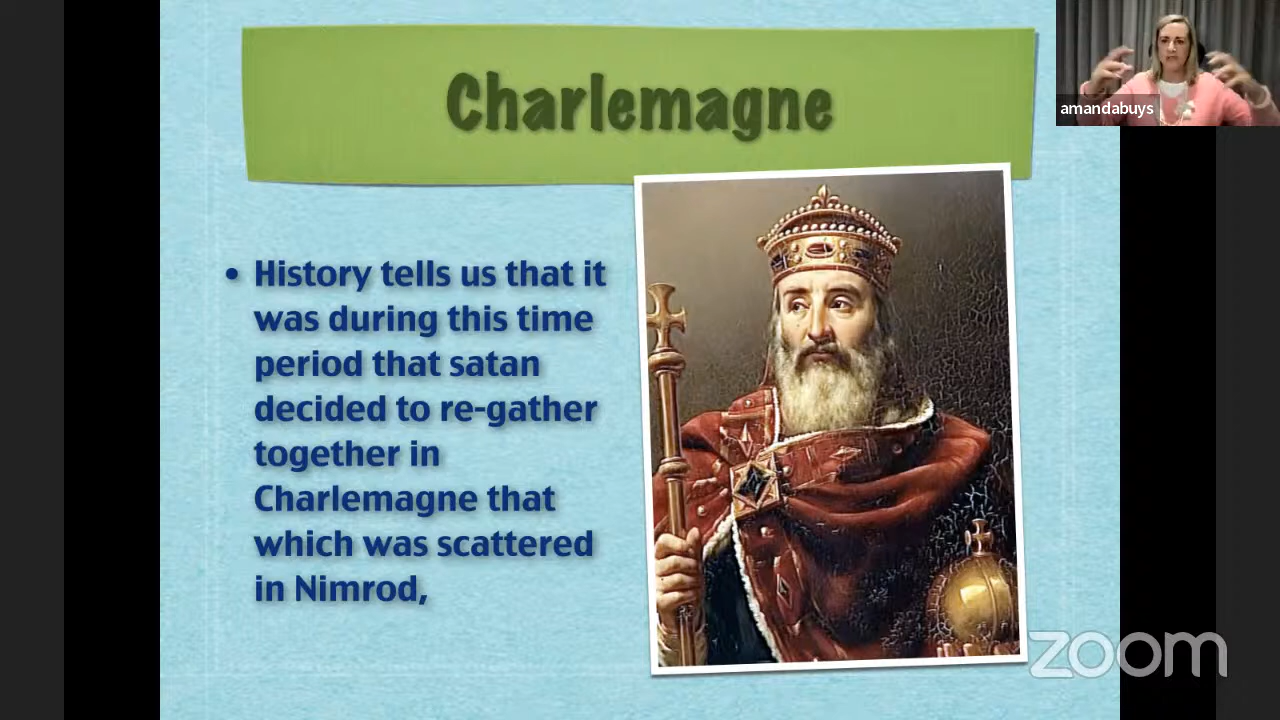 Charlemagne
amandabuys
• History tells us that it
was during this time
period that satan
decided to re-gather
together in
Charlemagne that
which was scattered
in Nimrod,
zoom